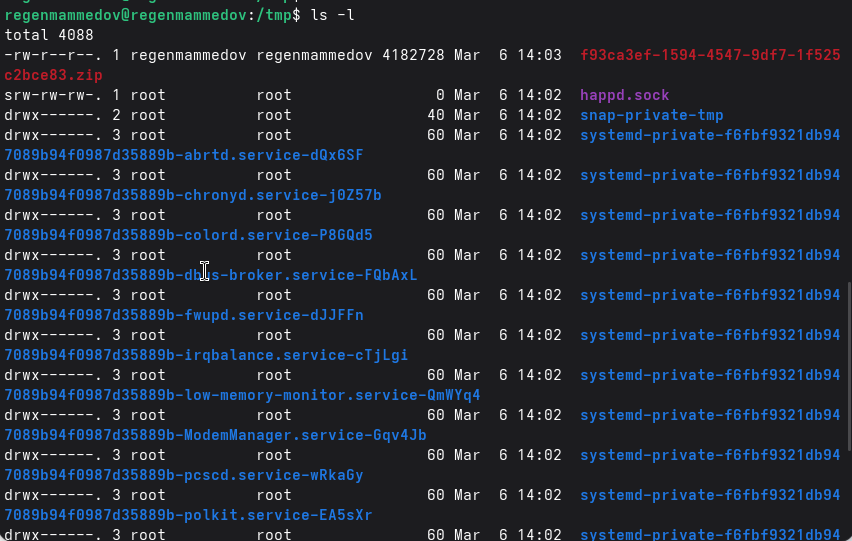 regenmammedov@regenmammedov:/tmp$ ls -l
total 4088
-rw-r--r--. 1 regenmammedov regenmammedov 4182728 Mar  6 14:03  f93ca3ef-1594-4547-9df7-1f525
c2bce83.zip
srw-rw-rw-. 1 root          root                0 Mar  6 14:02  happd.sock
drwx------. 2 root          root               40 Mar  6 14:02  snap-private-tmp
drwx------. 3 root          root               60 Mar  6 14:02  systemd-private-f6fbf9321db94
7089b94f0987d35889b-abrtd.service-dQx6SF
drwx------. 3 root          root               60 Mar  6 14:02  systemd-private-f6fbf9321db94
7089b94f0987d35889b-chronyd.service-j0Z57b
drwx------. 3 root          root               60 Mar  6 14:02  systemd-private-f6fbf9321db94
7089b94f0987d35889b-colord.service-P8GQd5
drwx------. 3 root          root               60 Mar  6 14:02  systemd-private-f6fbf9321db94
7089b94f0987d35889b-dbus-broker.service-FQbAxL
drwx------. 3 root          root               60 Mar  6 14:02  systemd-private-f6fbf9321db94
7089b94f0987d35889b-fwupd.service-dJJFFn
drwx------. 3 root          root               60 Mar  6 14:02  systemd-private-f6fbf9321db94
7089b94f0987d35889b-irqbalance.service-cTjLgi
drwx------. 3 root          root               60 Mar  6 14:02  systemd-private-f6fbf9321db94
7089b94f0987d35889b-low-memory-monitor.service-QmWYq4
drwx------. 3 root          root               60 Mar  6 14:02  systemd-private-f6fbf9321db94
7089b94f0987d35889b-ModemManager.service-Gqv4Jb
drwx------. 3 root          root               60 Mar  6 14:02  systemd-private-f6fbf9321db94
7089b94f0987d35889b-pcscd.service-wRkaGy
drwx------. 3 root          root               60 Mar  6 14:02  systemd-private-f6fbf9321db94
7089b94f0987d35889b-polkit.service-EA5sXr
drwx------. 3 root          root               60 Mar  6 14:02  systemd-private-f6fbf9321db94